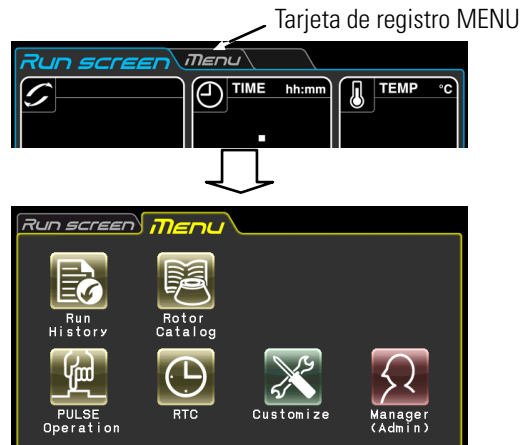 Tarjeta de registro MENU
Run screen Menu
TIME hh:mm TEMP °C
Run screen Menu
Run History
Rotor Catalog
PULSE Operation
RTC
Customize
Manager (Admin)